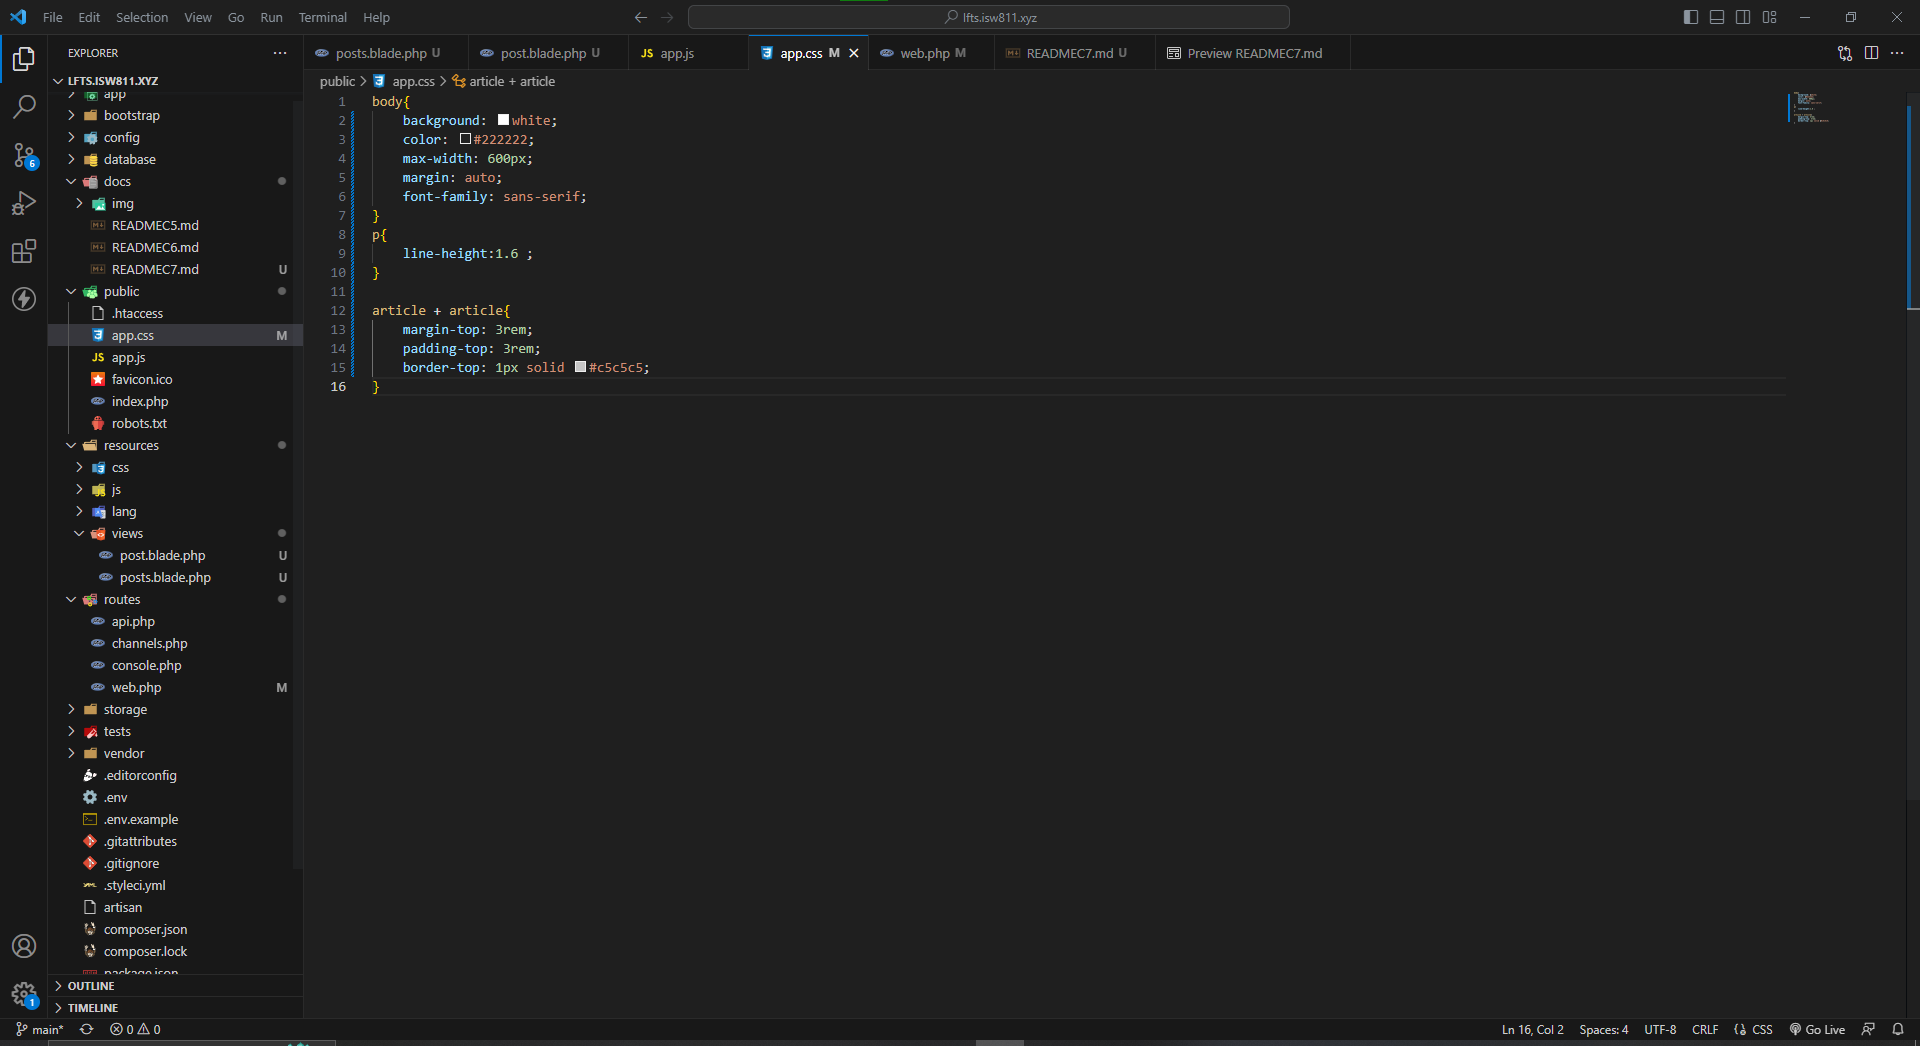 File Edit Selection View Go Run Terminal Help
lfts.isw811.xyz
EXPLORER
posts.blade.php U
post.blade.php U
JS app.js
app.css M
web.php M
READMEC7.md U
Preview READMEC7.md
LFTS.ISW811.XYZ
public > app.css > article + article
app
bootstrap
config
database
docs
img
READMEC5.md
READMEC6.md
READMEC7.md U
public
.htaccess
app.css M
JS app.js
favicon.ico
index.php
robots.txt
resources
css
js
lang
views
post.blade.php U
posts.blade.php U
routes
api.php
channels.php
console.php
web.php M
storage
tests
vendor
.editorconfig
.env
.env.example
.gitattributes
.gitignore
.styleci.yml
artisan
composer.json
composer.lock
package.json
OUTLINE
TIMELINE
6
1
1 body{
2 background: white;
3 color: #222222;
4 max-width: 600px;
5 margin: auto;
6 font-family: sans-serif;
7 }
8 p{
9 line-height:1.6 ;
10 }
11
12 article + article{
13 margin-top: 3rem;
14 padding-top: 3rem;
15 border-top: 1px solid #c5c5c5;
16 }
main* 0 0
Ln 16, Col 2 Spaces: 4 UTF-8 CRLF CSS Go Live